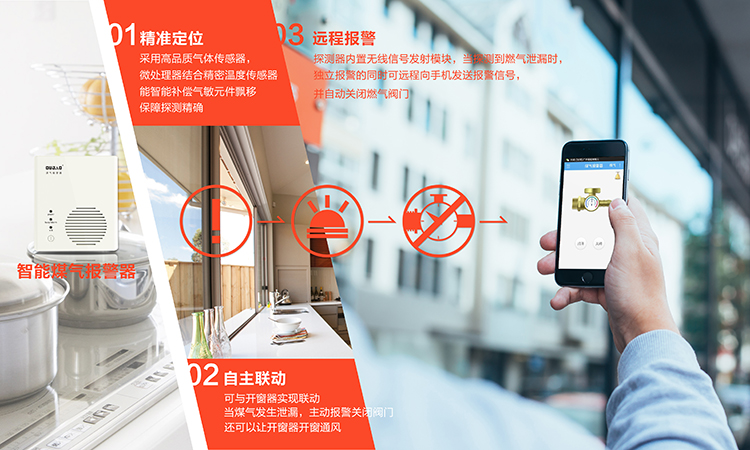 01 精准定位
采用高品质气体传感器，
微处理器结合精密温度传感器
能智能补偿气敏元件飘移
保障探测精确
03 远程报警
探测器内置无线信号发射模块，当探测到燃气泄漏时，
独立报警的同时可远程向手机发送报警信号，
并自动关闭燃气阀门
智能煤气报警器
02 自主联动
可与开窗器实现联动
当煤气发生泄漏，主动报警关闭阀门
还可以让开窗器开窗通风